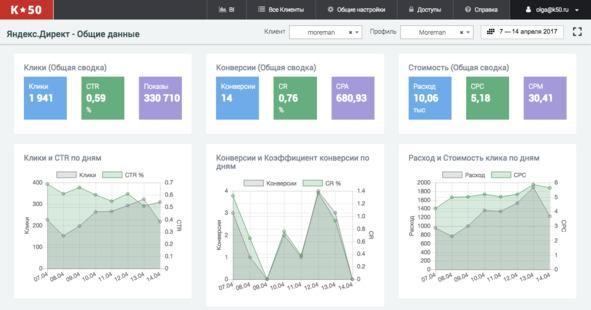 K★50
BI
Все Клиенты
Общие настройки
Доступы
Справка
olga@k50.ru
Яндекс.Директ - Общие данные
Клиент
moreman
Профиль
Moreman
7 — 14 апреля 2017
Клики (Общая сводка)
Клики
1 941
CTR
0,59
%
Показы
330 710
Конверсии (Общая сводка)
Конверсии
14
CR
0,76
%
CPA
680,93
Стоимость (Общая сводка)
Расход
10,06
тыс
CPC
5,18
CPM
30,41
Клики и CTR по дням
Клики
CTR %
400
300
200
100
0
0.7
0.6
0.5
0.4
0.3
0.2
0.1
0
CTR
07.04 08.04 09.04 10.04 11.04 12.04 13.04 14.04
Конверсии и Коэффициент конверсии по
дням
Конверсии
CR %
Конверсии
4
3
2
1
0
1.4
1.2
1.0
0.8
0.6
0.4
0.2
0
CR
07.04 08.04 09.04 10.04 11.04 12.04 13.04 14.04
Расход и Стоимость клика по дням
Расход
CPC
Расход
2000
1800
1600
1400
1200
1000
800
600
400
200
0
6
5
4
3
2
1
0
CPC
07.04 08.04 09.04 10.04 11.04 12.04 13.04 14.04